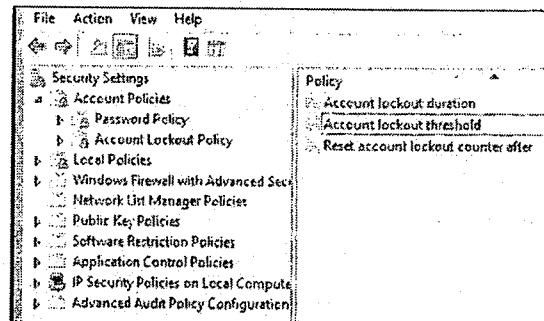 File Action View Help
Security Settings
Account Policies
Password Policy
Account Lockout Policy
Local Policies
Windows Firewall with Advanced Secu
Network List Manager Policies
Public Key Policies
Software Restriction Policies
Application Control Policies
IP Security Policies on Local Compute
Advanced Audit Policy Configuration
Policy
Account lockout duration
Account lockout threshold
Reset account lockout counter after